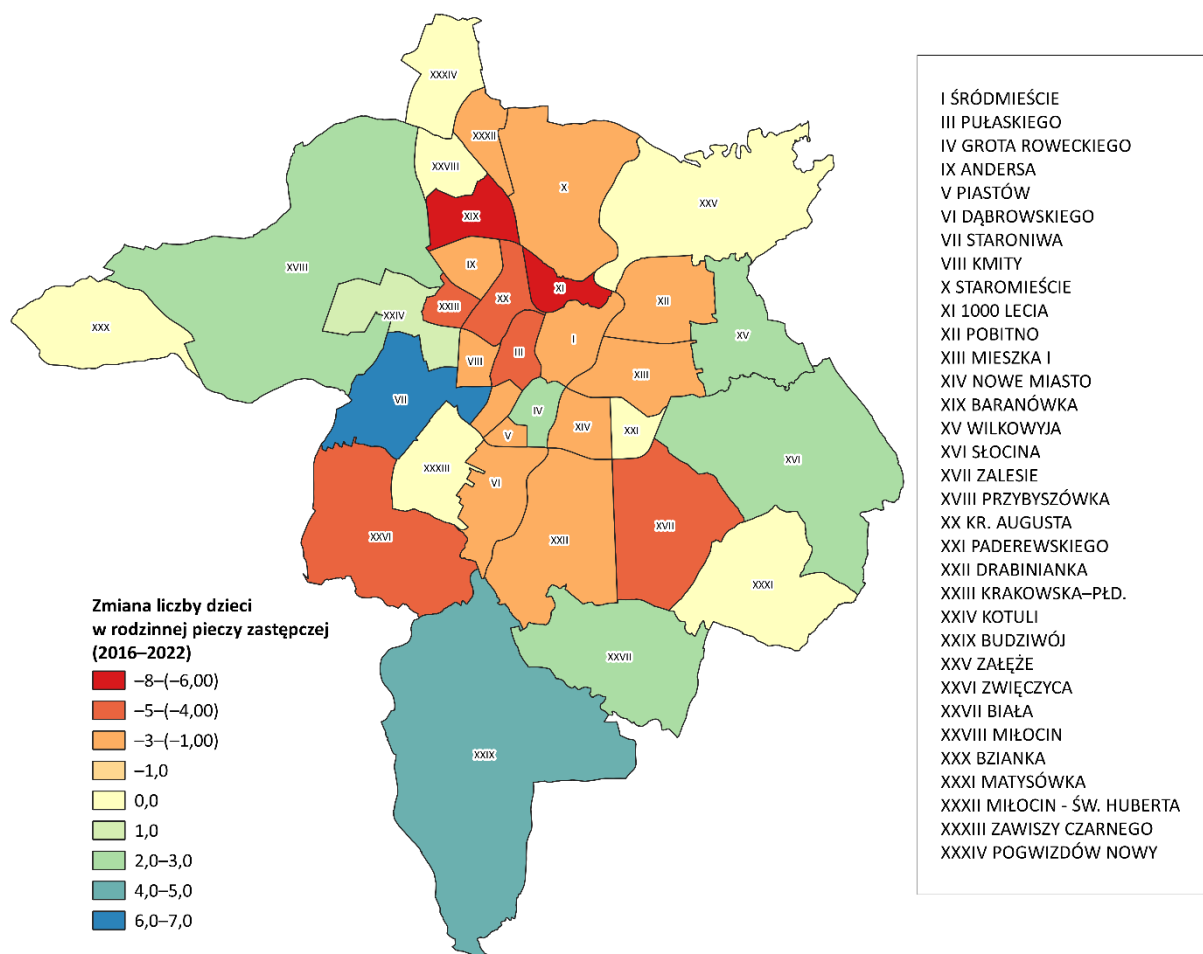 XXXIV
XXXII
XXVIII
X
XXV
XIX
XVIII
IX
XI
XX
XII
XXIII
XXIV
XXX
XV
I
III
VIII
XIII
VII
IV
XIV
XXI
V
XVI
XXXIII
VI
XVII
XXVI
XXII
XXXI
XXVII
XXIX
Zmiana liczby dzieci
w rodzinnej pieczy zastępczej
(2016–2022)
–8–(–6,00)
–5–(–4,00)
–3–(–1,00)
–1,0
0,0
1,0
2,0–3,0
4,0–5,0
6,0–7,0
I ŚRÓDMIEŚCIE
III PUŁASKIEGO
IV GROTA ROWECKIEGO
IX ANDERSA
V PIASTÓW
VI DĄBROWSKIEGO
VII STARONIWA
VIII KMITY
X STAROMIEŚCIE
XI 1000 LECIA
XII POBITNO
XIII MIESZKA I
XIV NOWE MIASTO
XIX BARANÓWKA
XV WILKOWYJA
XVI SŁOCINA
XVII ZALESIE
XVIII PRZYBYSZÓWKA
XX KR. AUGUSTA
XXI PADEREWSKIEGO
XXII DRABINIANKA
XXIII KRAKOWSKA–PŁD.
XXIV KOTULI
XXIX BUDZIWÓJ
XXV ZAŁĘŻE
XXVI ZWIĘCZYCA
XXVII BIAŁA
XXVIII MIŁOCIN
XXX BZIANKA
XXXI MATYSÓWKA
XXXII MIŁOCIN - ŚW. HUBERTA
XXXIII ZAWISZY CZARNEGO
XXXIV POGWIZDÓW NOWY